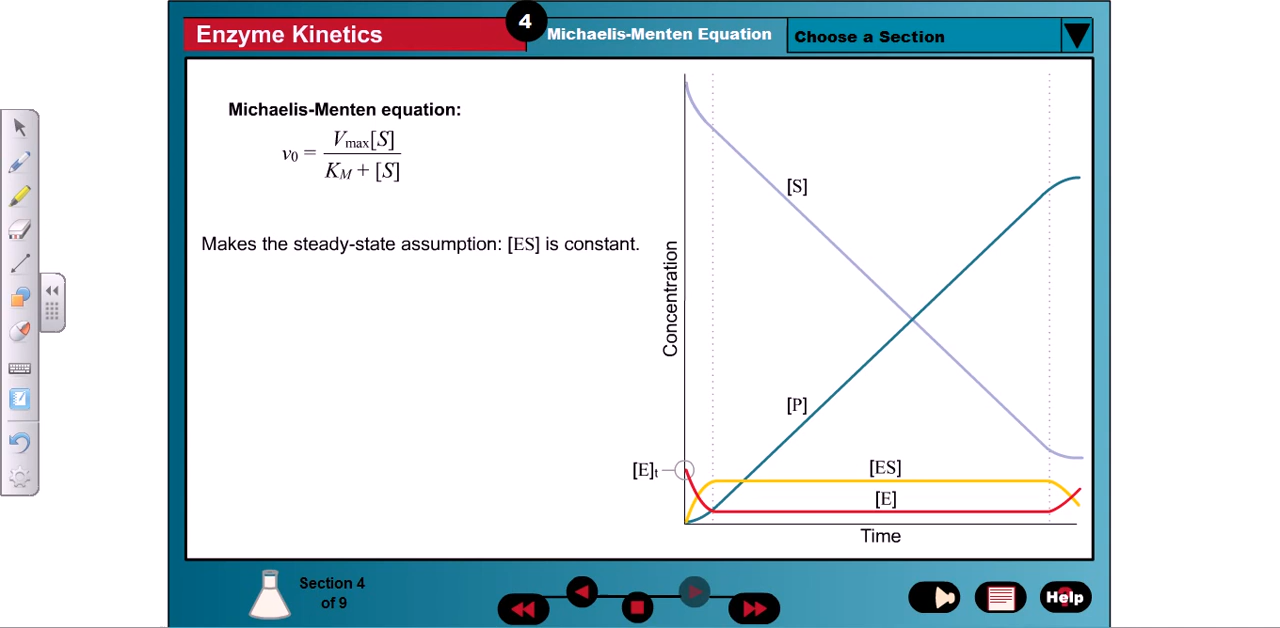 4
Enzyme Kinetics
Michaelis-Menten Equation
Choose a Section
Michaelis-Menten equation:
v0 = Vmax[S] / KM + [S]
Makes the steady-state assumption: [ES] is constant.
[S]
Concentration
[P]
[E]t
[ES]
[E]
Time
Section 4
of 9
Help